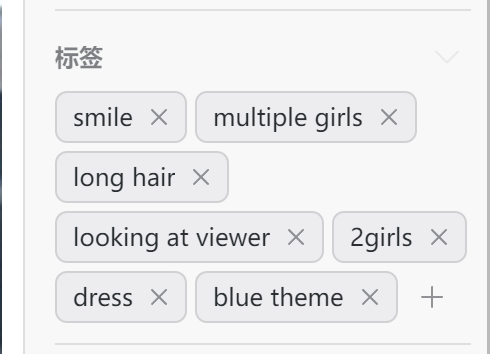 标签
smile
multiple girls
long hair
looking at viewer
2girls
dress
blue theme